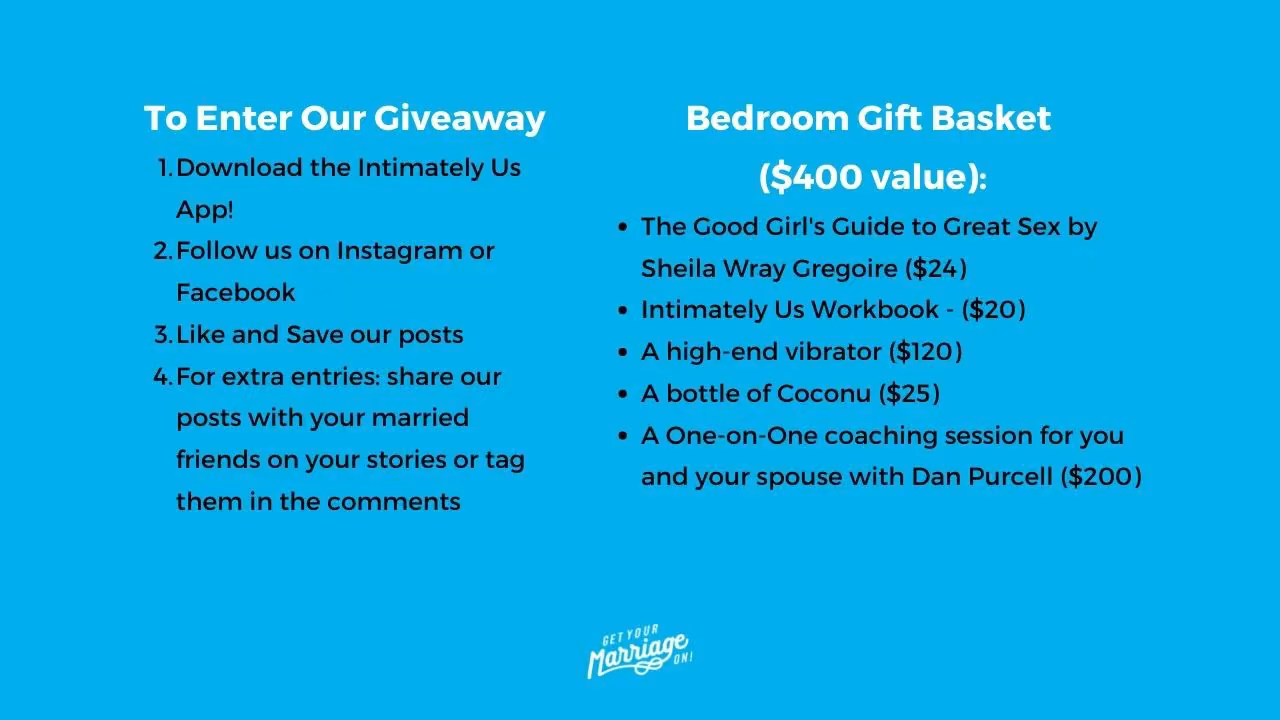 To Enter Our Giveaway
1. Download the Intimately Us
App!
2. Follow us on Instagram or
Facebook
3. Like and Save our posts
4. For extra entries: share our
posts with your married
friends on your stories or tag
them in the comments
Bedroom Gift Basket
($400 value):
• The Good Girl's Guide to Great Sex by
Sheila Wray Gregoire ($24)
• Intimately Us Workbook - ($20)
• A high-end vibrator ($120)
• A bottle of Coconu ($25)
• A One-on-One coaching session for you
and your spouse with Dan Purcell ($200)
GET YOUR
Marriage
ON!